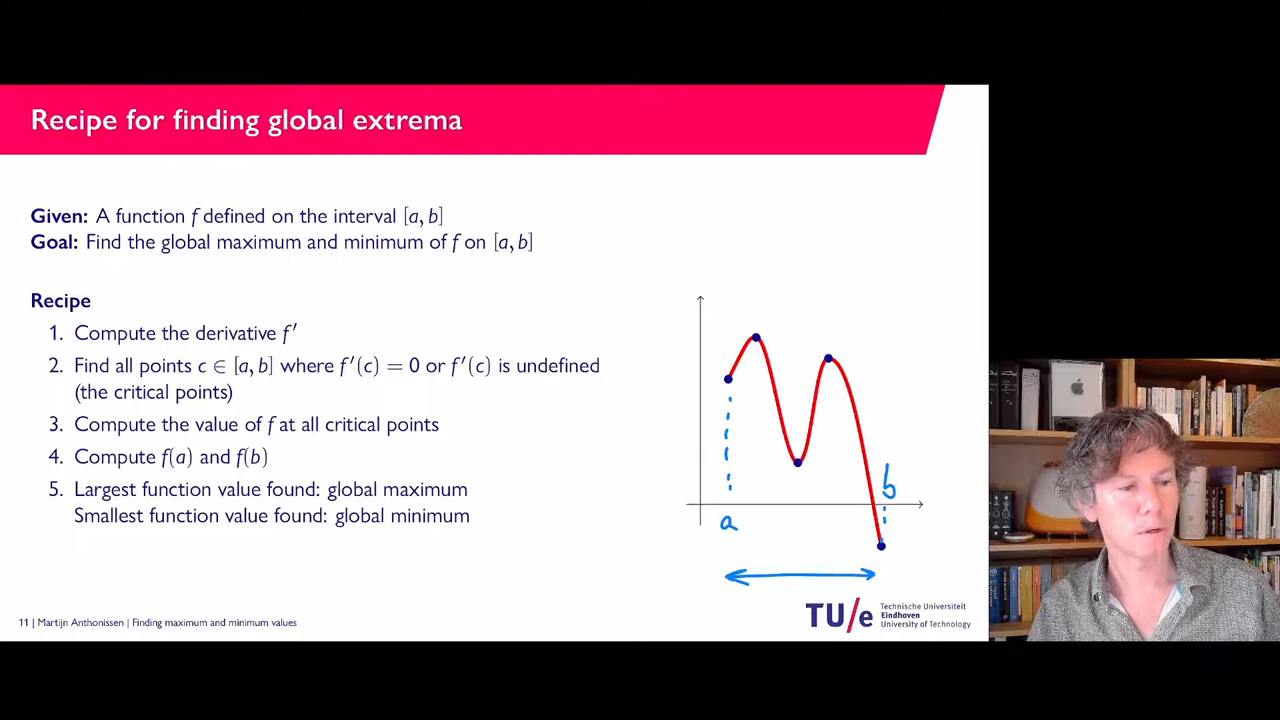 Recipe for finding global extrema
Given: A function f defined on the interval [a, b]
Goal: Find the global maximum and minimum of f on [a, b]
Recipe
1. Compute the derivative f′
2. Find all points c ∈ [a, b] where f′(c) = 0 or f′(c) is undefined
(the critical points)
3. Compute the value of f at all critical points
4. Compute f(a) and f(b)
5. Largest function value found: global maximum
Smallest function value found: global minimum
a
b
11 | Martijn Anthonissen | Finding maximum and minimum values
TU/e
Technische Universiteit
Eindhoven
University of Technology